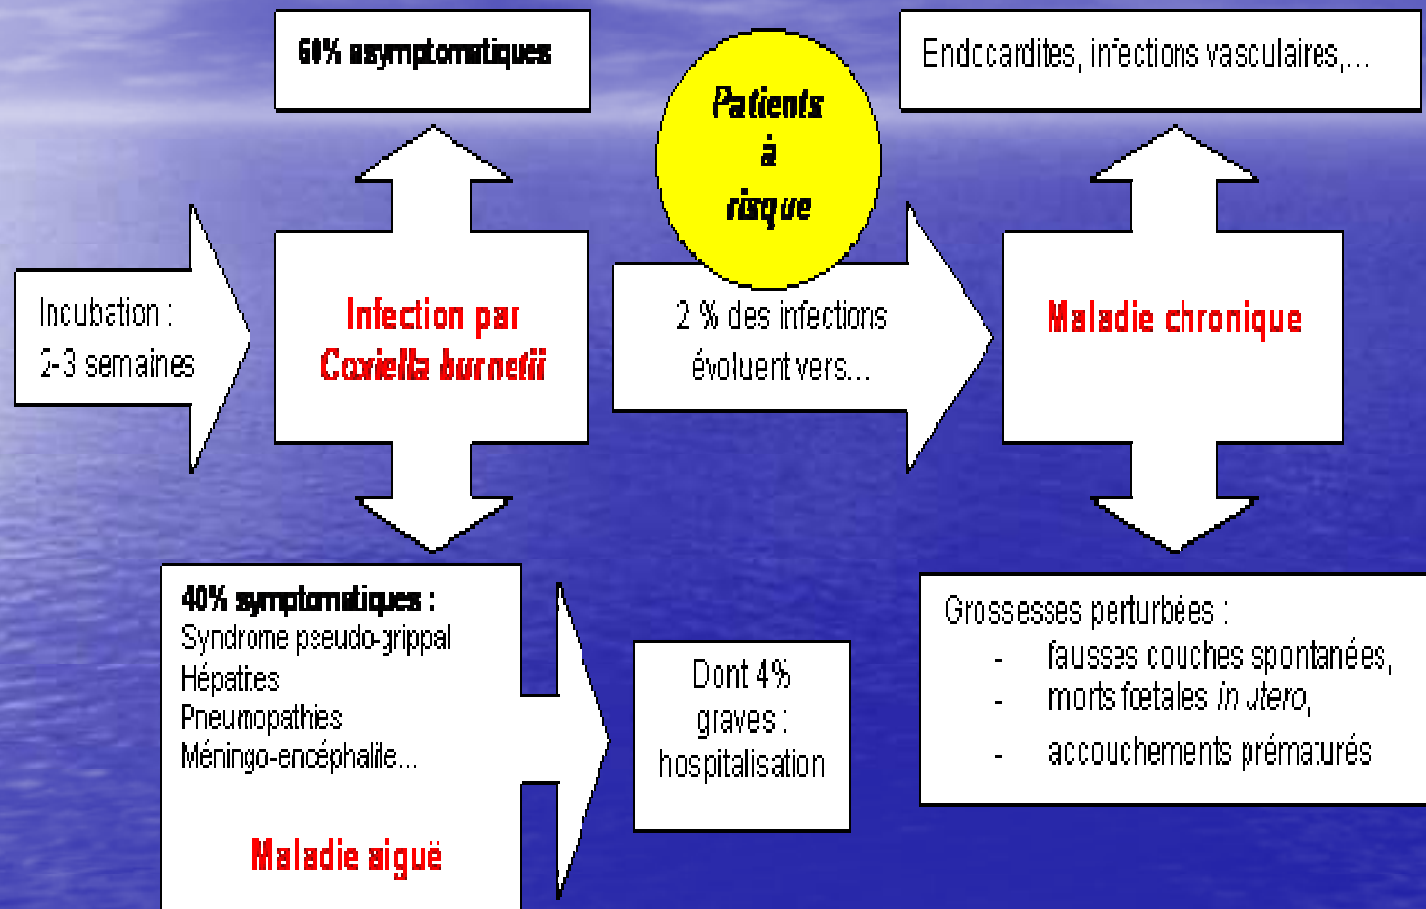 60% asymptomatiques
Patients
à
risque
Endocardites, infections vasculaires,...
Incubation :
2-3 semaines
Infection par
Coxiella burnetii
2 % des infections
évoluent vers...
Maladie chronique
40% symptomatiques :
Syndrome pseudo-grippal
Hépatites
Pneumopathies
Méningo-encéphalite...
Maladie aiguë
Dont 4%
graves :
hospitalisation
Grossesses perturbées :
- fausses couches spontanées,
- morts fœtales in utero,
- accouchements prématurés